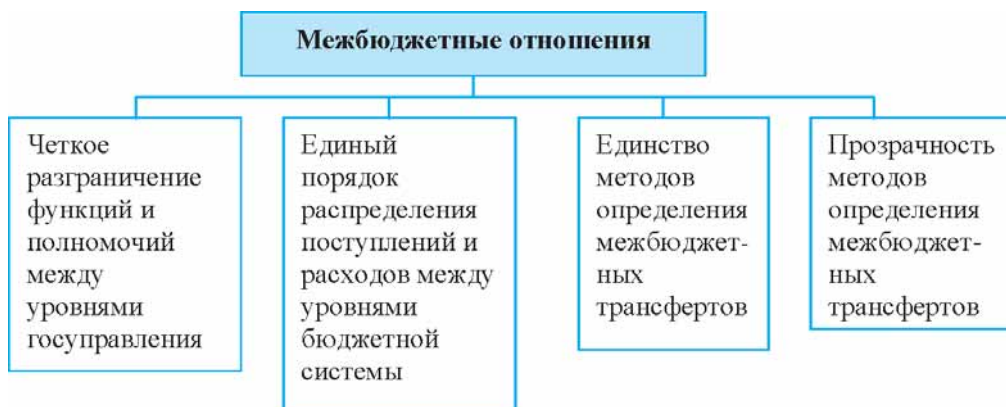 Межбюджетные отношения
Четкое
разграничение
функций и
полномочий
между
уровнями
госуправления
Единый
порядок
распределения
поступлений и
расходов между
уровнями
бюджетной
системы
Единство
методов
определения
межбюджет-
ных
трансфертов
Прозрачность
методов
определения
межбюджет-
ных
трансфертов